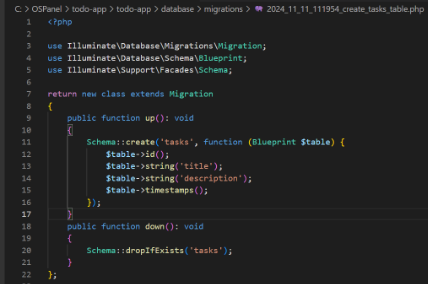 C: > OSPanel > todo-app > todo-app > database > migrations > 2024_11_11_111954_create_tasks_table.php
1 <?php
2
3 use Illuminate\Database\Migrations\Migration;
4 use Illuminate\Database\Schema\Blueprint;
5 use Illuminate\Support\Facades\Schema;
6
7 return new class extends Migration
8 {
9 public function up(): void
10 {
11 Schema::create('tasks', function (Blueprint $table) {
12 $table->id();
13 $table->string('title');
14 $table->string('description');
15 $table->timestamps();
16 });
17 }
18 public function down(): void
19 {
20 Schema::dropIfExists('tasks');
21 }
22 };